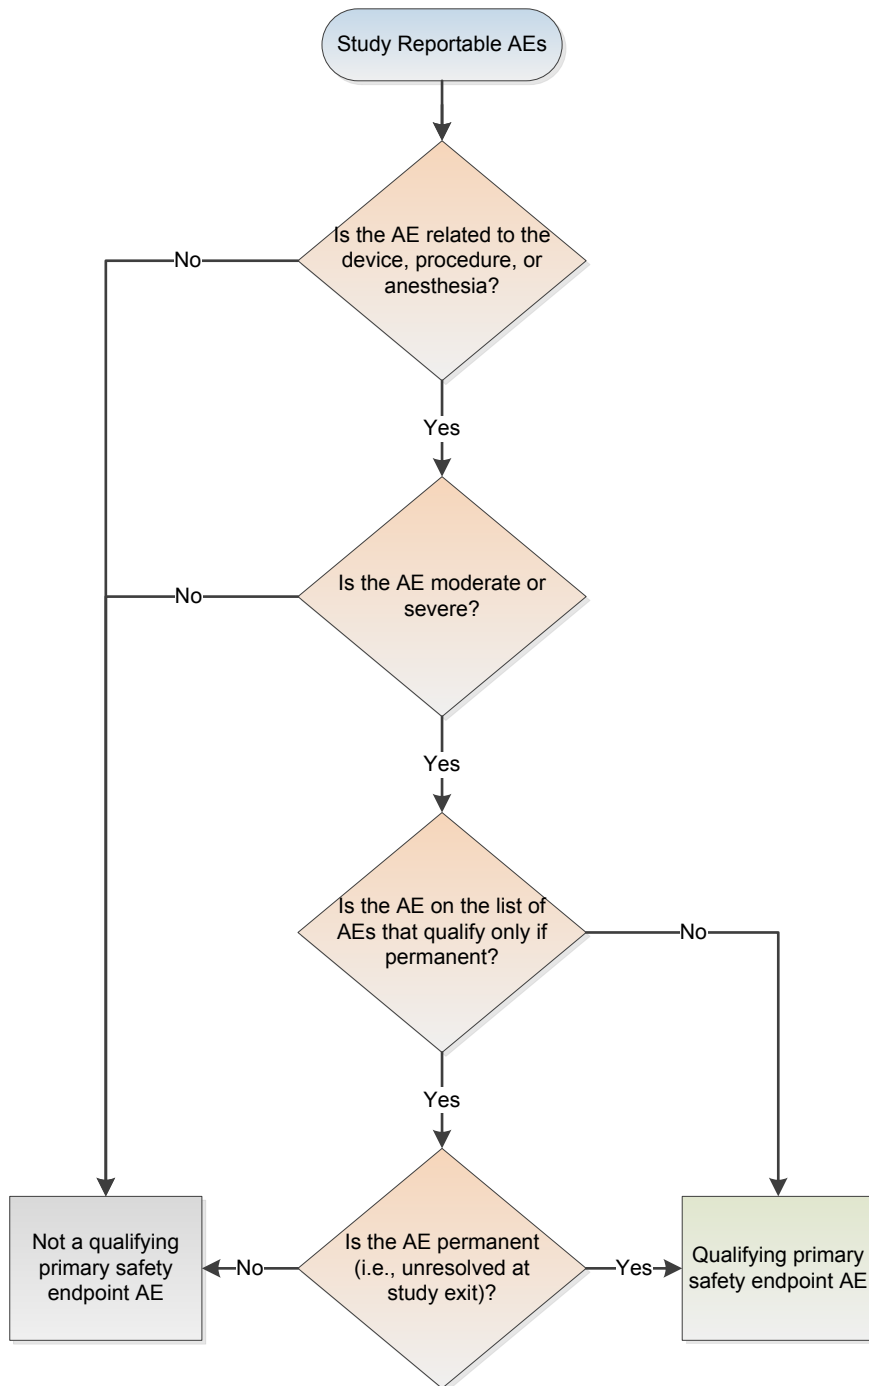 Study Reportable AEs
Is the AE related to the
device, procedure, or
anesthesia?
No
Yes
Is the AE moderate or
severe?
No
Yes
Is the AE on the list of
AEs that qualify only if
permanent?
No
Yes
Not a qualifying
primary safety
endpoint AE
No
Is the AE permanent
(i.e., unresolved at
study exit)?
Yes
Qualifying primary
safety endpoint AE